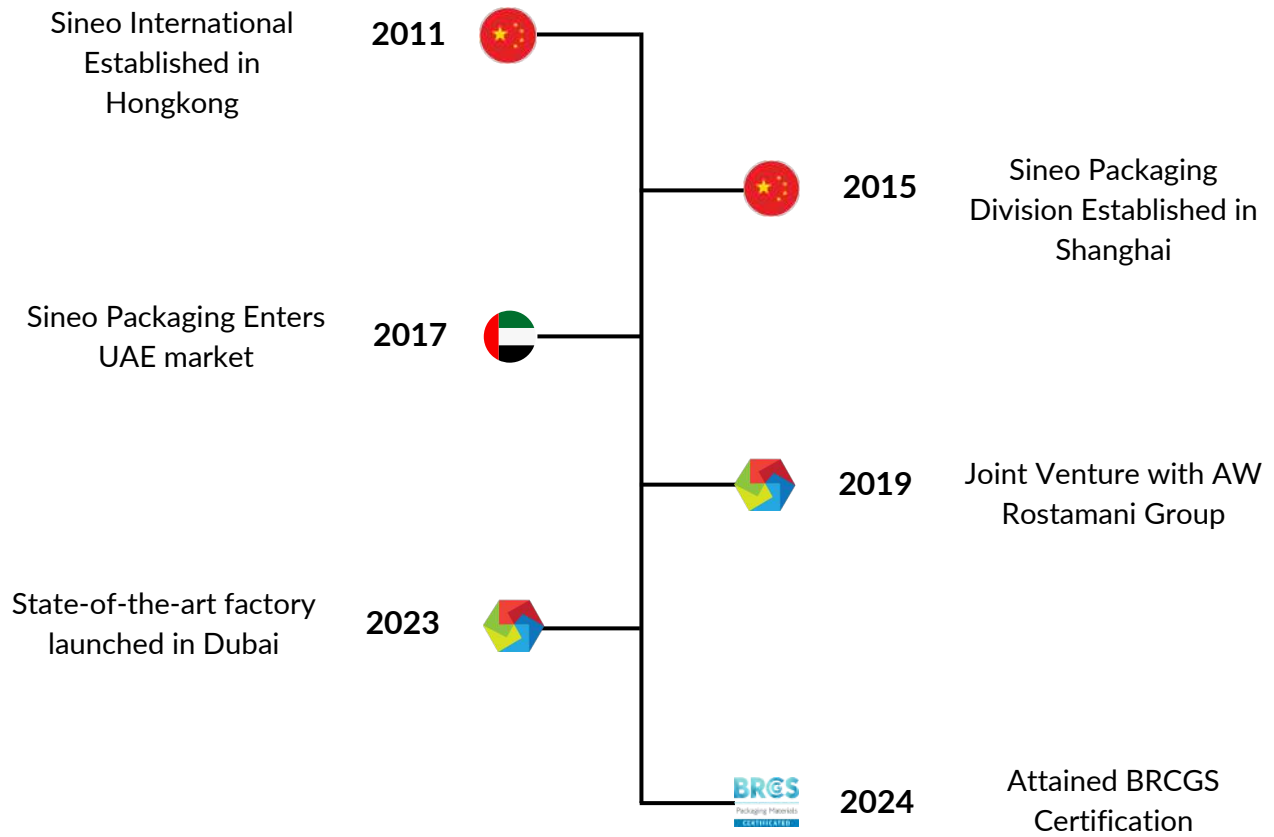 Sineo International
Established in
Hongkong
2011
2015
Sineo Packaging
Division Established in
Shanghai
Sineo Packaging Enters
UAE market
2017
2019
Joint Venture with AW
Rostamani Group
State-of-the-art factory
launched in Dubai
2023
BRCGS
Packaging Materials
CERTIFICATED
2024
Attained BRCGS
Certification